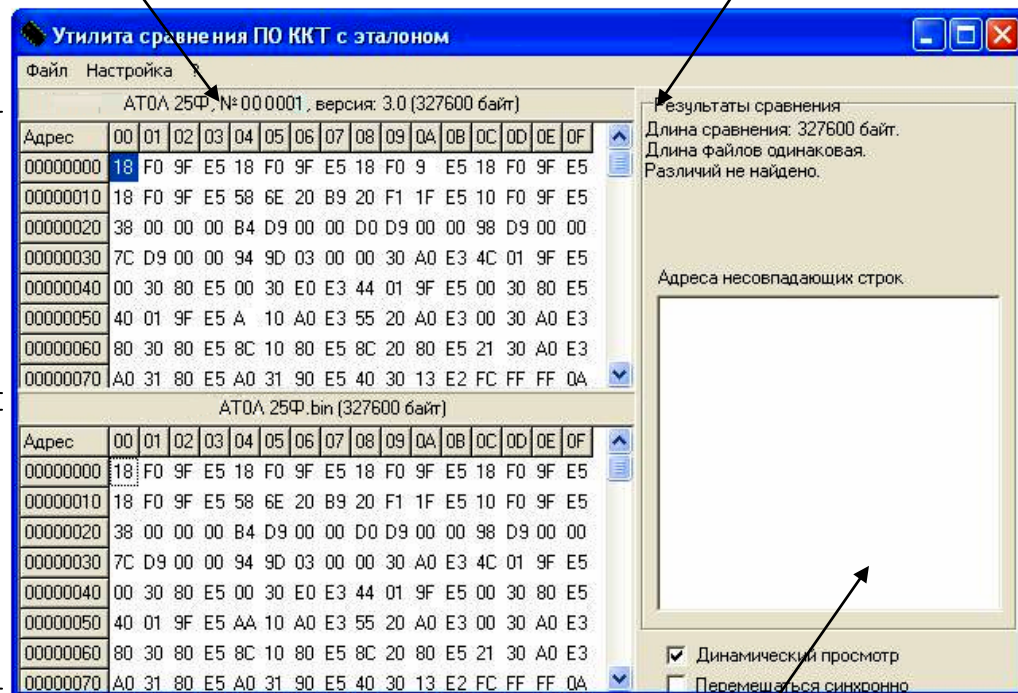 Утилита сравнения ПО ККТ с эталоном
Файл Настройка ?
АТОЛ 25Ф, № 000001, версия: 3.0 (327600 байт)
Адрес 00 01 02 03 04 05 06 07 08 09 0A 0B 0C 0D 0E 0F
00000000 18 F0 9F E5 18 F0 9F E5 18 F0 9 E5 18 F0 9F E5
00000010 18 F0 9F E5 58 6E 20 B9 20 F1 1F E5 10 F0 9F E5
00000020 38 00 00 00 B4 D9 00 00 D0 D9 00 00 98 D9 00 00
00000030 7C D9 00 00 94 9D 03 00 00 30 A0 E3 4C 01 9F E5
00000040 00 30 80 E5 00 30 E0 E3 44 01 9F E5 00 30 80 E5
00000050 40 01 9F E5 A 10 A0 E3 55 20 A0 E3 00 30 A0 E3
00000060 80 30 80 E5 8C 10 80 E5 8C 20 80 E5 21 30 A0 E3
00000070 A0 31 80 E5 A0 31 90 E5 40 30 13 E2 FC FF FF 0A
АТОЛ 25Ф.bin (327600 байт)
Адрес 00 01 02 03 04 05 06 07 08 09 0A 0B 0C 0D 0E 0F
00000000 18 F0 9F E5 18 F0 9F E5 18 F0 9F E5 18 F0 9F E5
00000010 18 F0 9F E5 58 6E 20 B9 20 F1 1F E5 10 F0 9F E5
00000020 38 00 00 00 B4 D9 00 00 D0 D9 00 00 98 D9 00 00
00000030 7C D9 00 00 94 9D 03 00 00 30 A0 E3 4C 01 9F E5
00000040 00 30 80 E5 00 30 E0 E3 44 01 9F E5 00 30 80 E5
00000050 40 01 9F E5 AA 10 A0 E3 55 20 A0 E3 00 30 A0 E3
00000060 80 30 80 E5 8C 10 80 E5 8C 20 80 E5 21 30 A0 E3
00000070 A0 31 80 E5 A0 31 90 E5 40 30 13 E2 FC FF FF 0A
Результаты сравнения
Длина сравнения: 327600 байт.
Длина файлов одинаковая.
Различий не найдено.
Адреса несовпадающих строк
Динамический просмотр
Перемещаться синхронно